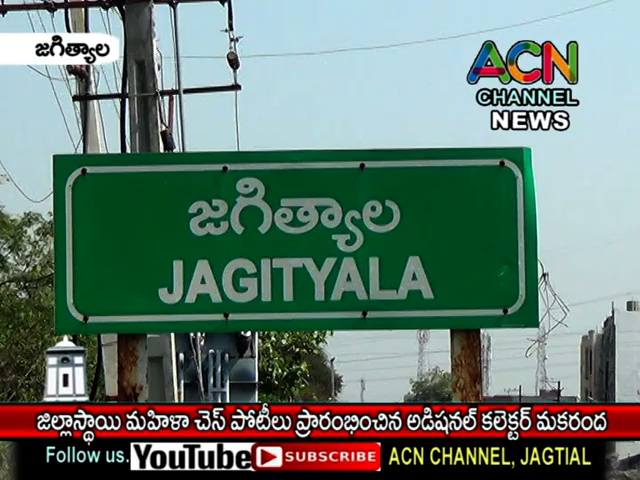 జగిత్యాల
ACN
CHANNEL
NEWS
జగిత్యాల
JAGITYALA
జిల్లాస్థాయి మహిళా చెస్ పోటీలు ప్రారంభించిన అడిషనల్ కలెక్టర్ మకరంద
Follow us. YouTube SUBSCRIBE ACN CHANNEL, JAGTIAL